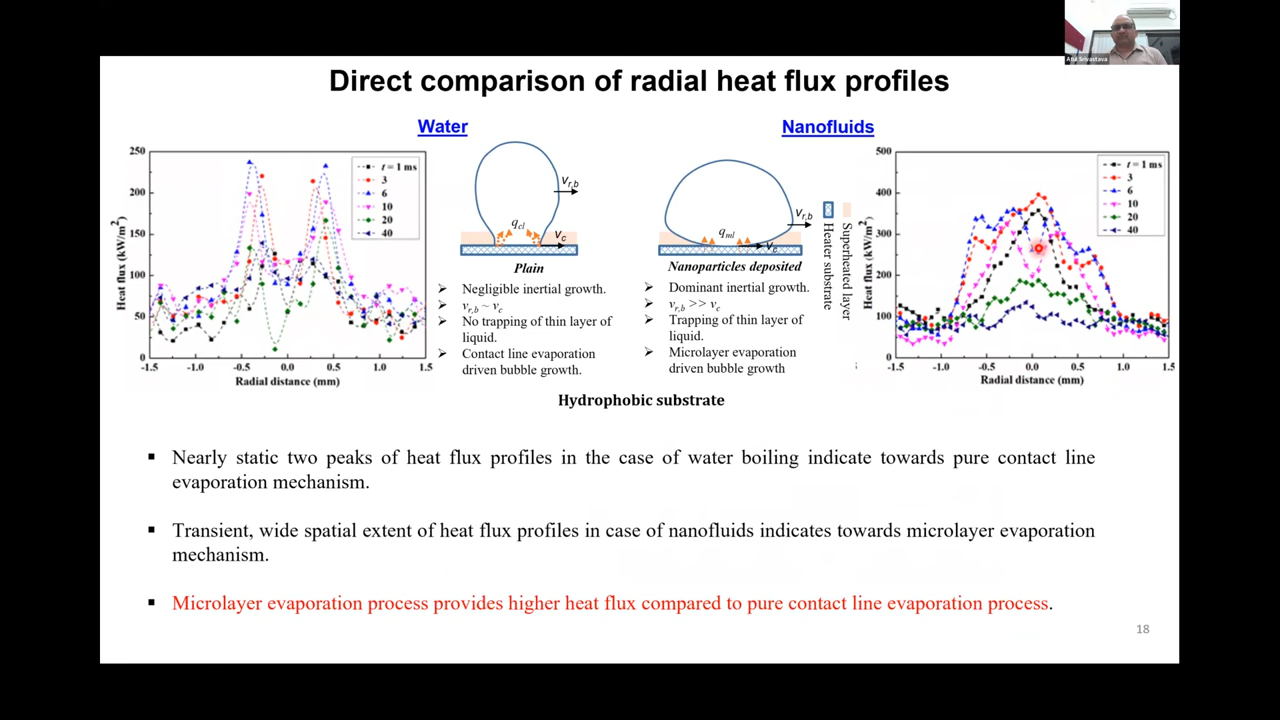 Atul Srivastava
Direct comparison of radial heat flux profiles
Water
Nanofluids
250
200
150
100
50
0
Heat flux (kW/m²)
-1.5 -1.0 -0.5 0.0 0.5 1.0 1.5
Radial distance (mm)
t = 1 ms
3
6
10
20
40
v_r,b
q_cl
v_c
Plain
➢ Negligible inertial growth.
➢ v_r,b ~ v_c
➢ No trapping of thin layer of
liquid.
➢ Contact line evaporation
driven bubble growth.
v_r,b
q_ml
v_c
Nanoparticles deposited
➢ Dominant inertial growth.
➢ v_r,b >> v_c
➢ Trapping of thin layer of
liquid.
➢ Microlayer evaporation
driven bubble growth
Heater substrate
Superheated layer
500
400
300
200
100
0
Heat flux (kW/m²)
-1.5 -1.0 -0.5 0.0 0.5 1.0 1.5
Radial distance (mm)
t = 1 ms
3
6
10
20
40
Hydrophobic substrate
▪ Nearly static two peaks of heat flux profiles in the case of water boiling indicate towards pure contact line
evaporation mechanism.
▪ Transient, wide spatial extent of heat flux profiles in case of nanofluids indicates towards microlayer evaporation
mechanism.
▪ Microlayer evaporation process provides higher heat flux compared to pure contact line evaporation process.
18